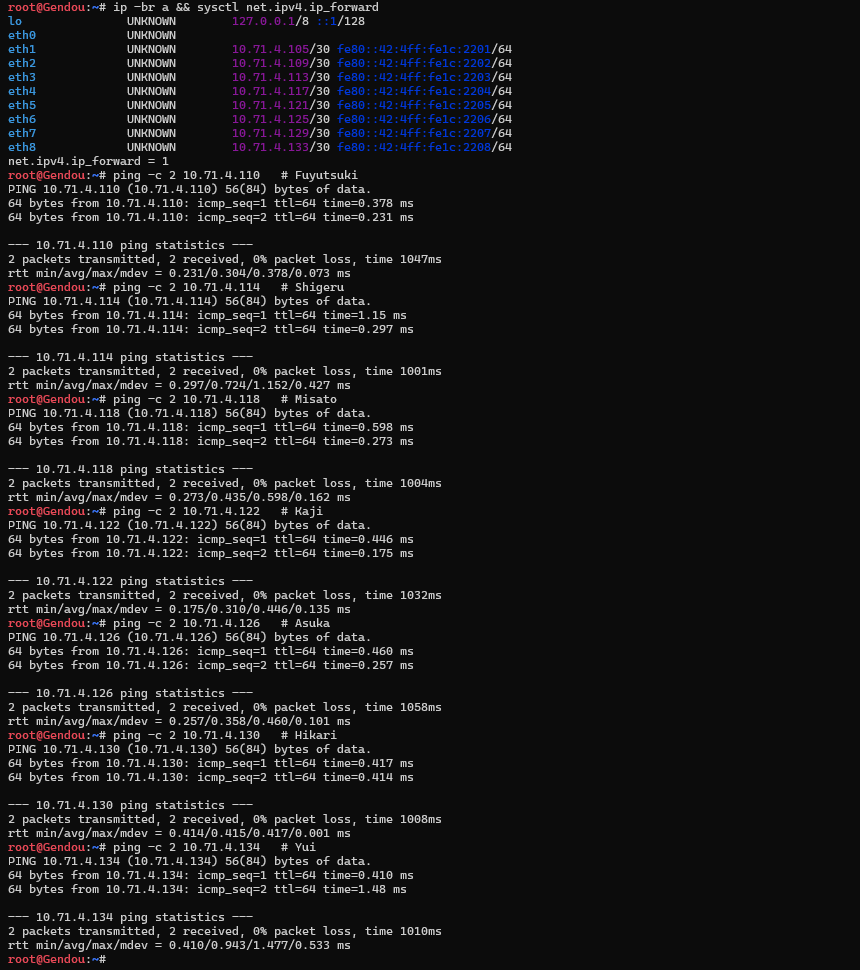 root@Gendou:~# ip -br a && sysctl net.ipv4.ip_forward
lo UNKNOWN 127.0.0.1/8 ::1/128
eth0 UNKNOWN
eth1 UNKNOWN 10.71.4.105/30 fe80::42:4ff:fe1c:2201/64
eth2 UNKNOWN 10.71.4.109/30 fe80::42:4ff:fe1c:2202/64
eth3 UNKNOWN 10.71.4.113/30 fe80::42:4ff:fe1c:2203/64
eth4 UNKNOWN 10.71.4.117/30 fe80::42:4ff:fe1c:2204/64
eth5 UNKNOWN 10.71.4.121/30 fe80::42:4ff:fe1c:2205/64
eth6 UNKNOWN 10.71.4.125/30 fe80::42:4ff:fe1c:2206/64
eth7 UNKNOWN 10.71.4.129/30 fe80::42:4ff:fe1c:2207/64
eth8 UNKNOWN 10.71.4.133/30 fe80::42:4ff:fe1c:2208/64
net.ipv4.ip_forward = 1
root@Gendou:~# ping -c 2 10.71.4.110 # Fuyutsuki
PING 10.71.4.110 (10.71.4.110) 56(84) bytes of data.
64 bytes from 10.71.4.110: icmp_seq=1 ttl=64 time=0.378 ms
64 bytes from 10.71.4.110: icmp_seq=2 ttl=64 time=0.231 ms
--- 10.71.4.110 ping statistics ---
2 packets transmitted, 2 received, 0% packet loss, time 1047ms
rtt min/avg/max/mdev = 0.231/0.304/0.378/0.073 ms
root@Gendou:~# ping -c 2 10.71.4.114 # Shigeru
PING 10.71.4.114 (10.71.4.114) 56(84) bytes of data.
64 bytes from 10.71.4.114: icmp_seq=1 ttl=64 time=1.15 ms
64 bytes from 10.71.4.114: icmp_seq=2 ttl=64 time=0.297 ms
--- 10.71.4.114 ping statistics ---
2 packets transmitted, 2 received, 0% packet loss, time 1001ms
rtt min/avg/max/mdev = 0.297/0.724/1.152/0.427 ms
root@Gendou:~# ping -c 2 10.71.4.118 # Misato
PING 10.71.4.118 (10.71.4.118) 56(84) bytes of data.
64 bytes from 10.71.4.118: icmp_seq=1 ttl=64 time=0.598 ms
64 bytes from 10.71.4.118: icmp_seq=2 ttl=64 time=0.273 ms
--- 10.71.4.118 ping statistics ---
2 packets transmitted, 2 received, 0% packet loss, time 1004ms
rtt min/avg/max/mdev = 0.273/0.435/0.598/0.162 ms
root@Gendou:~# ping -c 2 10.71.4.122 # Kaji
PING 10.71.4.122 (10.71.4.122) 56(84) bytes of data.
64 bytes from 10.71.4.122: icmp_seq=1 ttl=64 time=0.446 ms
64 bytes from 10.71.4.122: icmp_seq=2 ttl=64 time=0.175 ms
--- 10.71.4.122 ping statistics ---
2 packets transmitted, 2 received, 0% packet loss, time 1032ms
rtt min/avg/max/mdev = 0.175/0.310/0.446/0.135 ms
root@Gendou:~# ping -c 2 10.71.4.126 # Asuka
PING 10.71.4.126 (10.71.4.126) 56(84) bytes of data.
64 bytes from 10.71.4.126: icmp_seq=1 ttl=64 time=0.460 ms
64 bytes from 10.71.4.126: icmp_seq=2 ttl=64 time=0.257 ms
--- 10.71.4.126 ping statistics ---
2 packets transmitted, 2 received, 0% packet loss, time 1058ms
rtt min/avg/max/mdev = 0.257/0.358/0.460/0.101 ms
root@Gendou:~# ping -c 2 10.71.4.130 # Hikari
PING 10.71.4.130 (10.71.4.130) 56(84) bytes of data.
64 bytes from 10.71.4.130: icmp_seq=1 ttl=64 time=0.417 ms
64 bytes from 10.71.4.130: icmp_seq=2 ttl=64 time=0.414 ms
--- 10.71.4.130 ping statistics ---
2 packets transmitted, 2 received, 0% packet loss, time 1008ms
rtt min/avg/max/mdev = 0.414/0.415/0.417/0.001 ms
root@Gendou:~# ping -c 2 10.71.4.134 # Yui
PING 10.71.4.134 (10.71.4.134) 56(84) bytes of data.
64 bytes from 10.71.4.134: icmp_seq=1 ttl=64 time=0.410 ms
64 bytes from 10.71.4.134: icmp_seq=2 ttl=64 time=1.48 ms
--- 10.71.4.134 ping statistics ---
2 packets transmitted, 2 received, 0% packet loss, time 1010ms
rtt min/avg/max/mdev = 0.410/0.943/1.477/0.533 ms
root@Gendou:~#